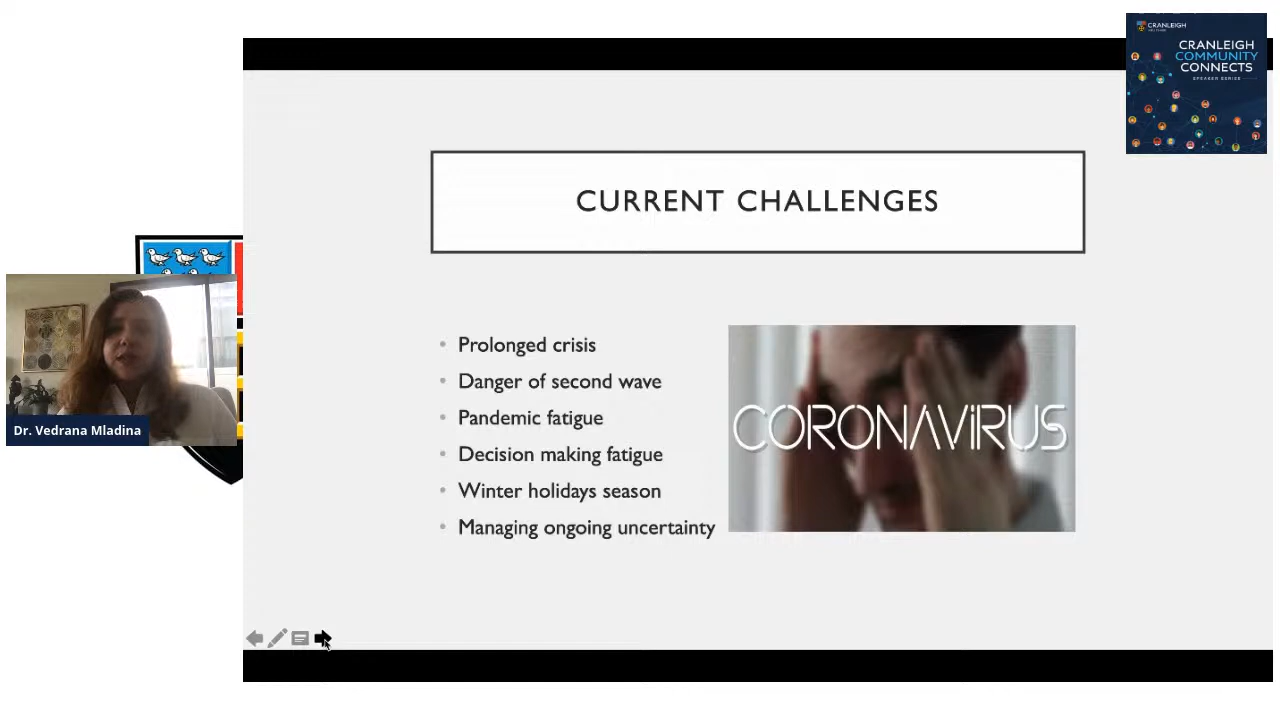 CRANLEIGH
CRANLEIGH
COMMUNITY
CONNECTS
SPEAKER SERIES
CURRENT CHALLENGES
• Prolonged crisis
• Danger of second wave
• Pandemic fatigue
• Decision making fatigue
• Winter holidays season
• Managing ongoing uncertainty
CORONAVIRUS
Dr. Vedrana Mladina